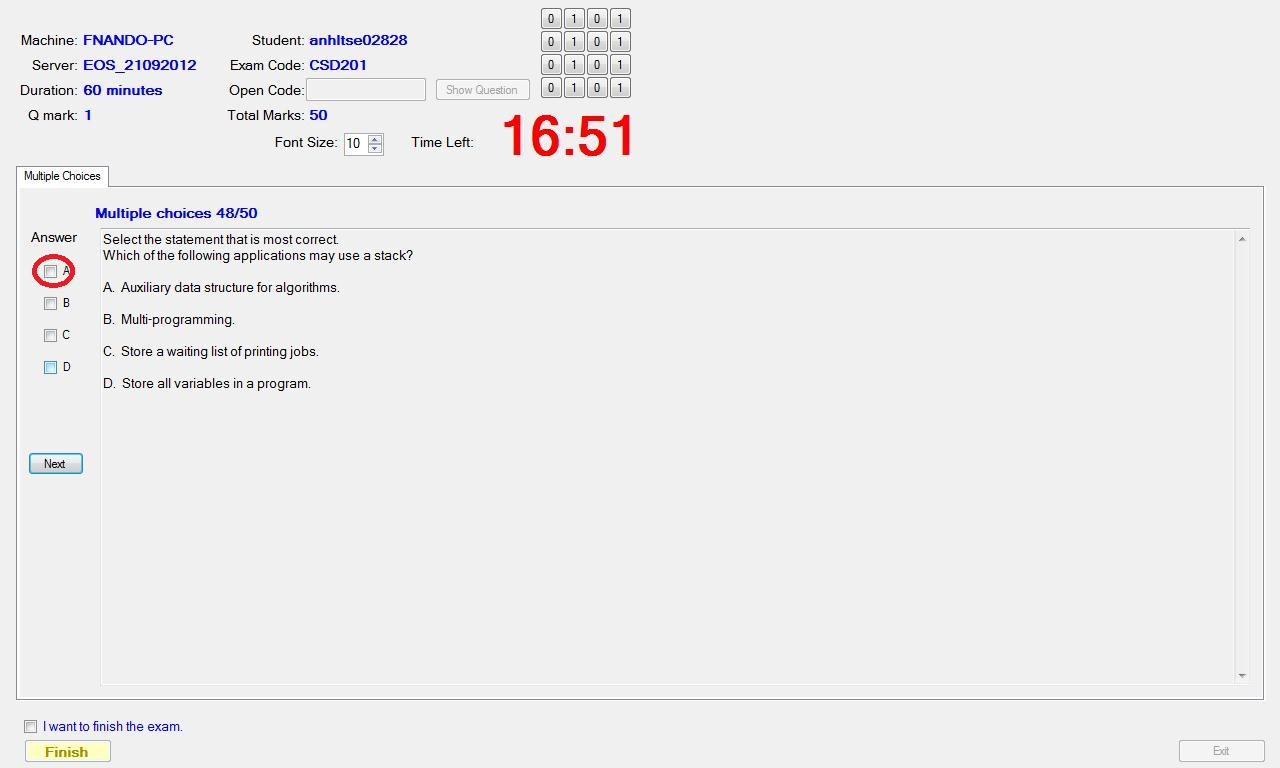 0 1 0 1
0 1 0 1
0 1 0 1
0 1 0 1
Machine: FNANDO-PC Student: anhltse02828
Server: EOS_21092012 Exam Code: CSD201
Duration: 60 minutes Open Code: Show Question
Q mark: 1 Total Marks: 50
Font Size: 10 Time Left: 16:51
Multiple Choices
Multiple choices 48/50
Answer
A
B
C
D
Next
Select the statement that is most correct.
Which of the following applications may use a stack?
A. Auxiliary data structure for algorithms.
B. Multi-programming.
C. Store a waiting list of printing jobs.
D. Store all variables in a program.
I want to finish the exam.
Finish
Exit